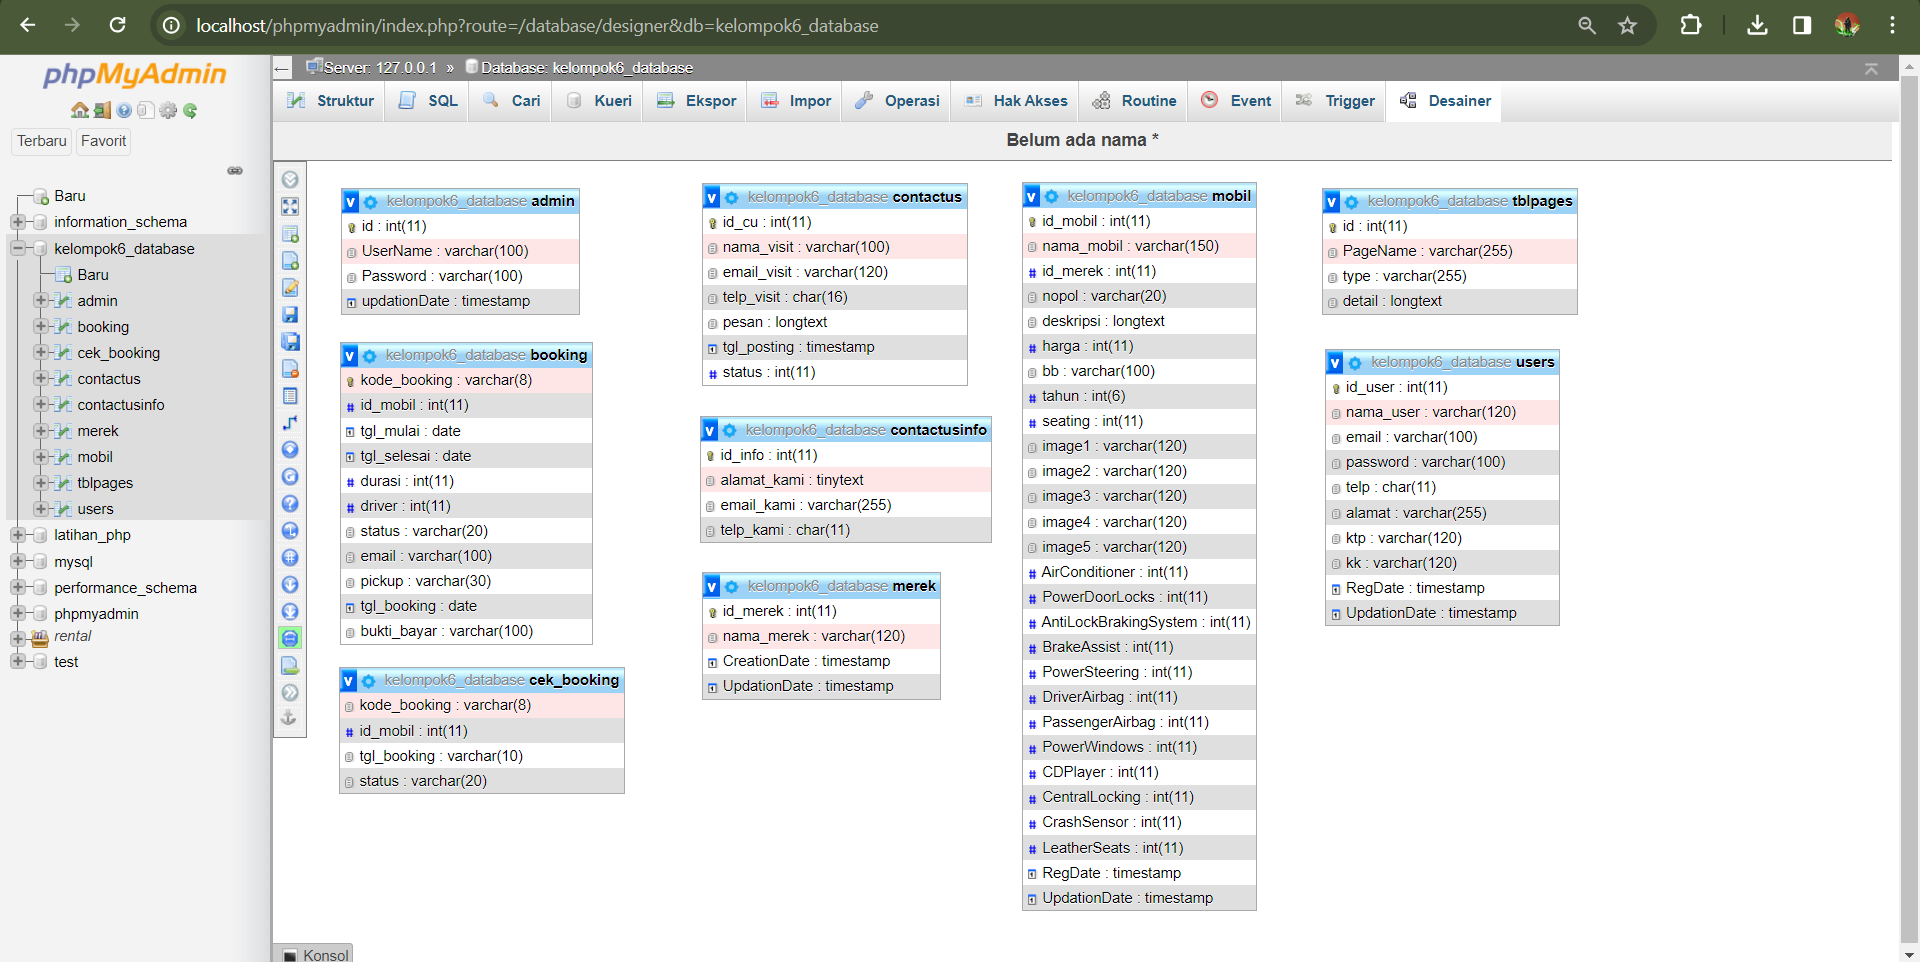 localhost/phpmyadmin/index.php?route=/database/designer&db=kelompok6_database
phpMyAdmin
Terbaru
Favorit
Baru
information_schema
kelompok6_database
Baru
admin
booking
cek_booking
contactus
contactusinfo
merek
mobil
tblpages
users
latihan_php
mysql
performance_schema
phpmyadmin
rental
test
Server: 127.0.0.1 » Database: kelompok6_database
Struktur SQL Cari Kueri Ekspor Impor Operasi Hak Akses Routine Event Trigger Desainer
Belum ada nama *
v kelompok6_database admin
id : int(11)
UserName : varchar(100)
Password : varchar(100)
updationDate : timestamp
v kelompok6_database booking
kode_booking : varchar(8)
# id_mobil : int(11)
tgl_mulai : date
tgl_selesai : date
# durasi : int(11)
# driver : int(11)
status : varchar(20)
email : varchar(100)
pickup : varchar(30)
tgl_booking : date
bukti_bayar : varchar(100)
v kelompok6_database cek_booking
kode_booking : varchar(8)
# id_mobil : int(11)
tgl_booking : varchar(10)
status : varchar(20)
v kelompok6_database contactus
id_cu : int(11)
nama_visit : varchar(100)
email_visit : varchar(120)
telp_visit : char(16)
pesan : longtext
tgl_posting : timestamp
# status : int(11)
v kelompok6_database contactusinfo
id_info : int(11)
alamat_kami : tinytext
email_kami : varchar(255)
telp_kami : char(11)
v kelompok6_database merek
id_merek : int(11)
nama_merek : varchar(120)
CreationDate : timestamp
UpdationDate : timestamp
v kelompok6_database mobil
id_mobil : int(11)
nama_mobil : varchar(150)
# id_merek : int(11)
nopol : varchar(20)
deskripsi : longtext
# harga : int(11)
bb : varchar(100)
# tahun : int(6)
# seating : int(11)
image1 : varchar(120)
image2 : varchar(120)
image3 : varchar(120)
image4 : varchar(120)
image5 : varchar(120)
# AirConditioner : int(11)
# PowerDoorLocks : int(11)
# AntiLockBrakingSystem : int(11)
# BrakeAssist : int(11)
# PowerSteering : int(11)
# DriverAirbag : int(11)
# PassengerAirbag : int(11)
# PowerWindows : int(11)
# CDPlayer : int(11)
# CentralLocking : int(11)
# CrashSensor : int(11)
# LeatherSeats : int(11)
RegDate : timestamp
UpdationDate : timestamp
v kelompok6_database tblpages
id : int(11)
PageName : varchar(255)
type : varchar(255)
detail : longtext
v kelompok6_database users
id_user : int(11)
nama_user : varchar(120)
email : varchar(100)
password : varchar(100)
telp : char(11)
alamat : varchar(255)
ktp : varchar(120)
kk : varchar(120)
RegDate : timestamp
UpdationDate : timestamp
Konsol